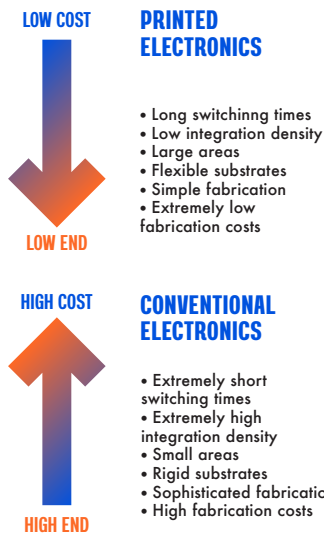 LOW COST
PRINTED
ELECTRONICS
• Long switchinng times
• Low integration density
• Large areas
• Flexible substrates
• Simple fabrication
• Extremely low
fabrication costs
LOW END
HIGH COST
CONVENTIONAL
ELECTRONICS
• Extremely short
switching times
• Extremely high
integration density
• Small areas
• Rigid substrates
• Sophisticated fabricatio
• High fabrication costs
HIGH END